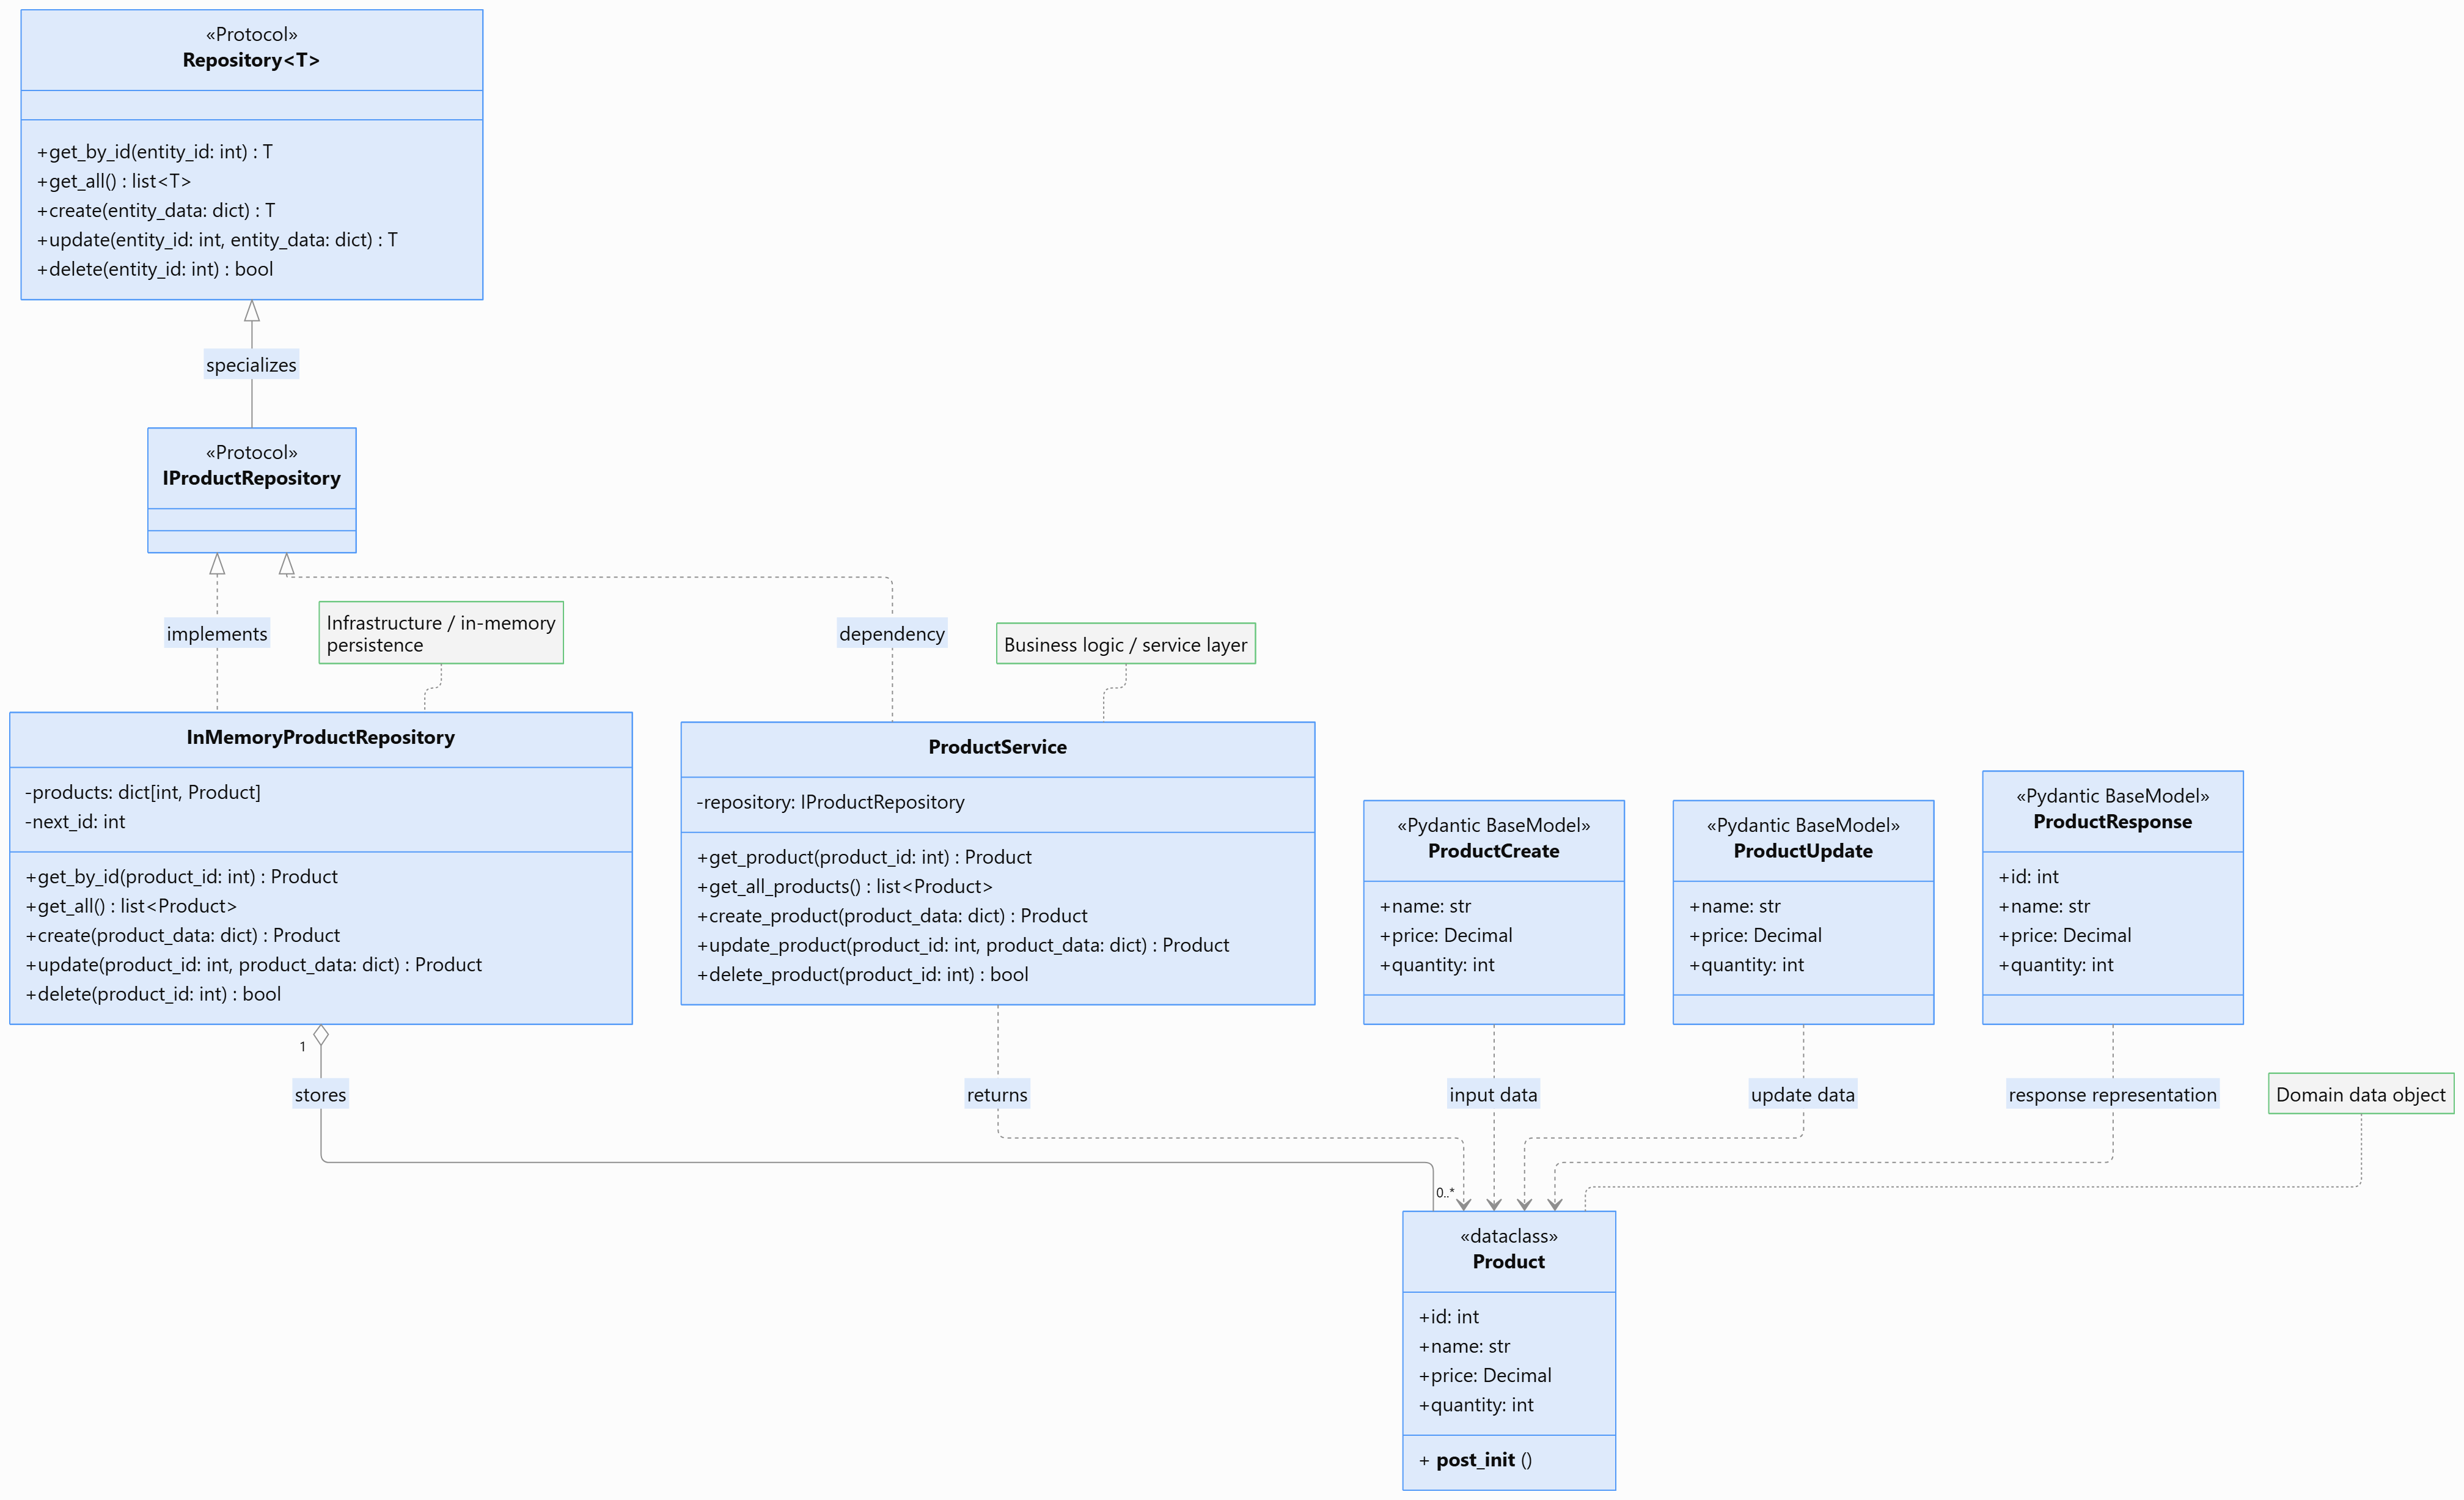 «Protocol»
Repository<T>
+get_by_id(entity_id: int) : T
+get_all() : list<T>
+create(entity_data: dict) : T
+update(entity_id: int, entity_data: dict) : T
+delete(entity_id: int) : bool
specializes
«Protocol»
IProductRepository
implements
Infrastructure / in-memory
persistence
dependency
Business logic / service layer
InMemoryProductRepository
-products: dict[int, Product]
-next_id: int
+get_by_id(product_id: int) : Product
+get_all() : list<Product>
+create(product_data: dict) : Product
+update(product_id: int, product_data: dict) : Product
+delete(product_id: int) : bool
ProductService
-repository: IProductRepository
+get_product(product_id: int) : Product
+get_all_products() : list<Product>
+create_product(product_data: dict) : Product
+update_product(product_id: int, product_data: dict) : Product
+delete_product(product_id: int) : bool
«Pydantic BaseModel»
ProductCreate
+name: str
+price: Decimal
+quantity: int
«Pydantic BaseModel»
ProductUpdate
+name: str
+price: Decimal
+quantity: int
«Pydantic BaseModel»
ProductResponse
+id: int
+name: str
+price: Decimal
+quantity: int
1
stores
returns
input data
update data
response representation
Domain data object
0..*
«dataclass»
Product
+id: int
+name: str
+price: Decimal
+quantity: int
+ post_init ()